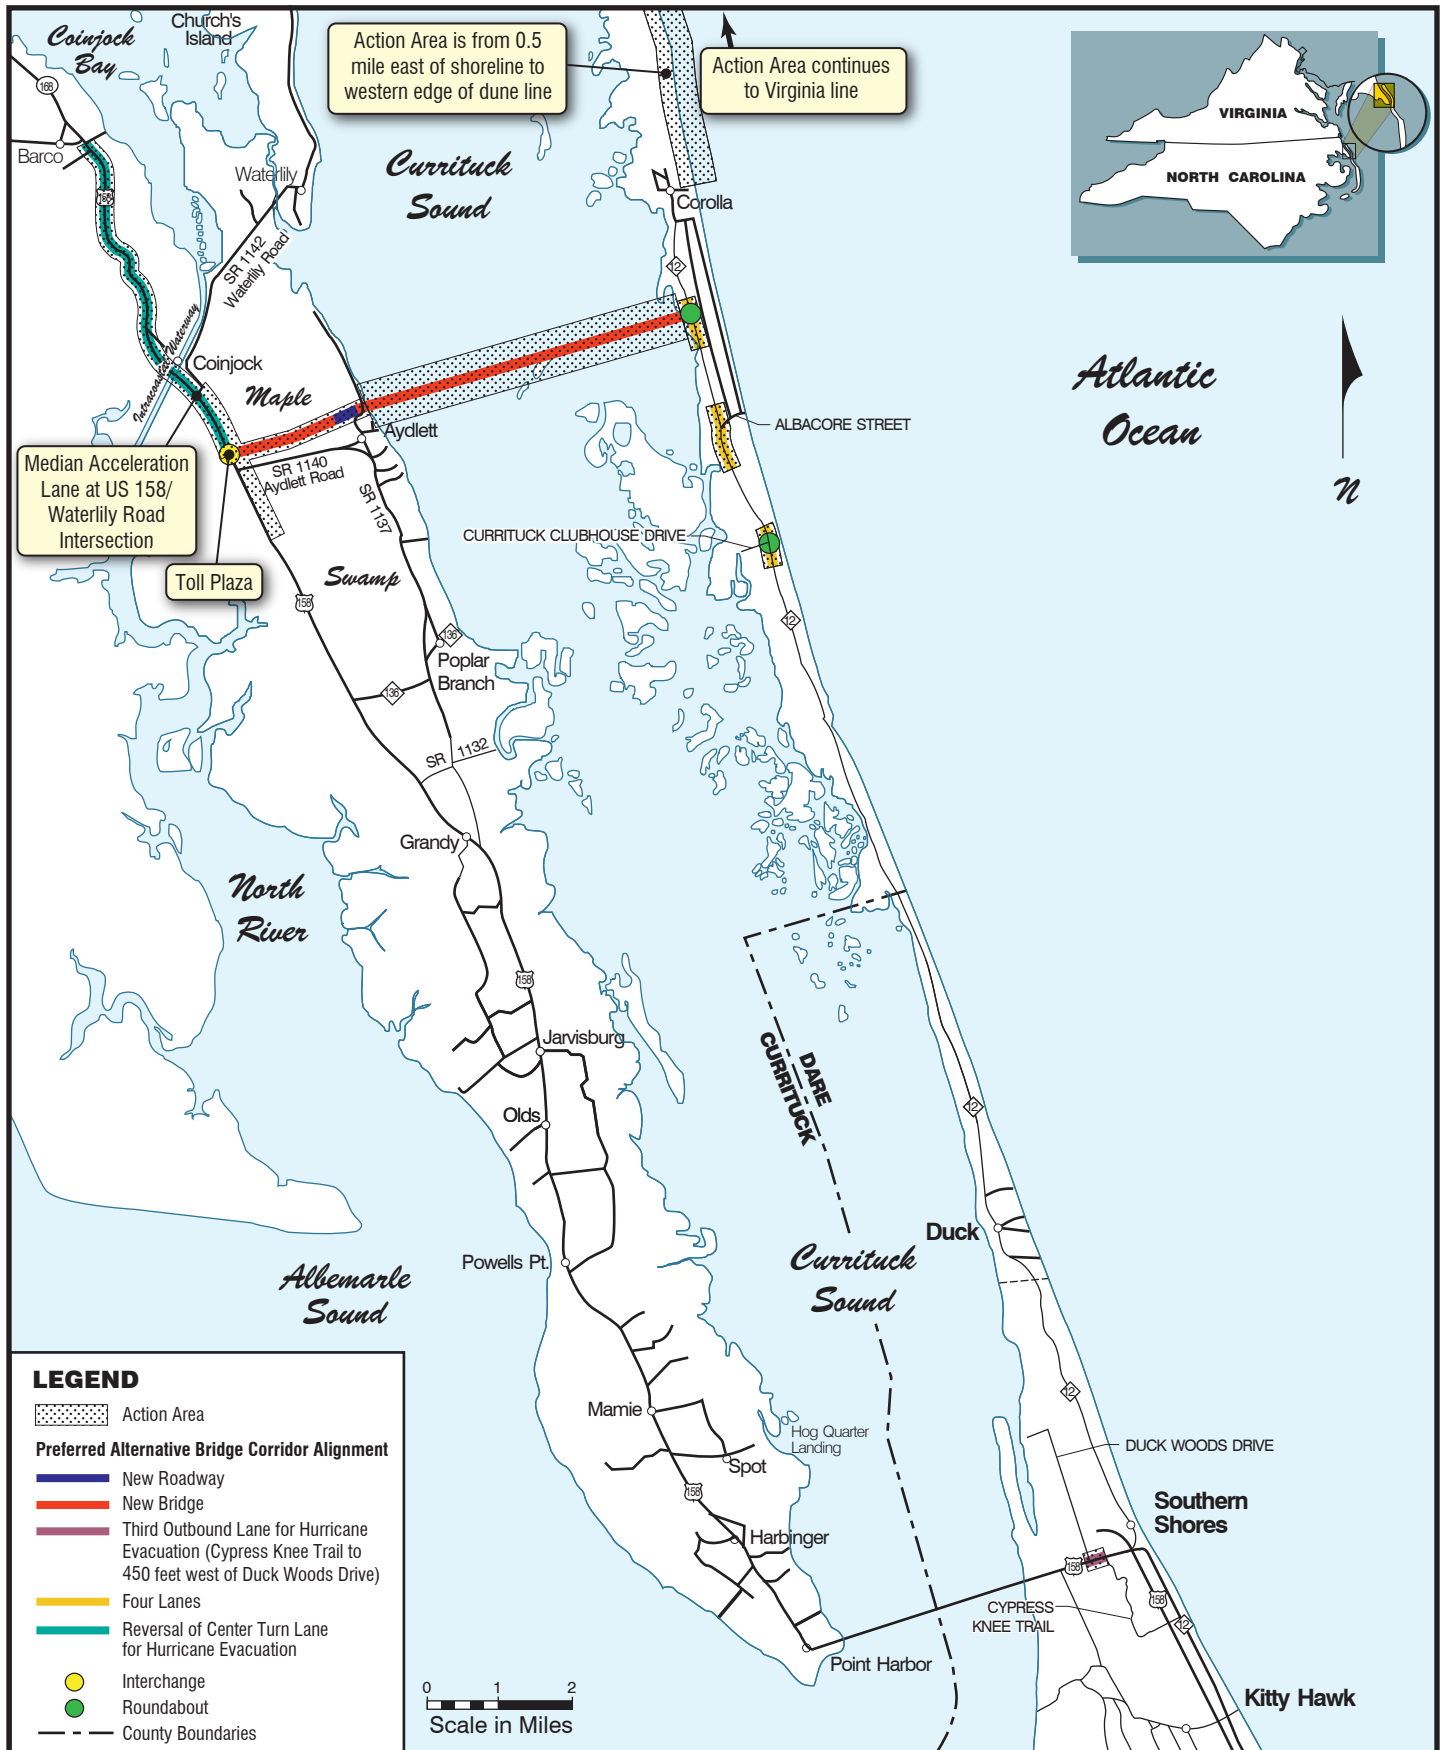 Coinjock
Bay
Church's
Island
Action Area is from 0.5
mile east of shoreline to
western edge of dune line
Action Area continues
to Virginia line
VIRGINIA
NORTH CAROLINA
168
Barco
158
Waterlily
Currituck
Sound
Corolla
12
SR 1142
Waterlily Road
Intracoastal Waterway
Coinjock
Maple
Aydlett
Atlantic
Ocean
N
ALBACORE STREET
Median Acceleration
Lane at US 158/
Waterlily Road
Intersection
SR 1140
Aydlett Road
SR 1137
CURRITUCK CLUBHOUSE DRIVE
Toll Plaza
Swamp
158
12
136
Poplar
Branch
136
SR 1132
Grandy
North
River
158
Jarvisburg
DARE
CURRITUCK
12
Olds
Duck
Powells Pt.
Albemarle
Sound
Currituck
Sound
12
Mamie
Hog Quarter
Landing
Spot
158
DUCK WOODS DRIVE
Southern
Shores
Harbinger
158
158
CYPRESS
KNEE TRAIL
12
Point Harbor
Kitty Hawk
LEGEND
Action Area
Preferred Alternative Bridge Corridor Alignment
New Roadway
New Bridge
Third Outbound Lane for Hurricane
Evacuation (Cypress Knee Trail to
450 feet west of Duck Woods Drive)
Four Lanes
Reversal of Center Turn Lane
for Hurricane Evacuation
Interchange
Roundabout
County Boundaries
0 1 2
Scale in Miles